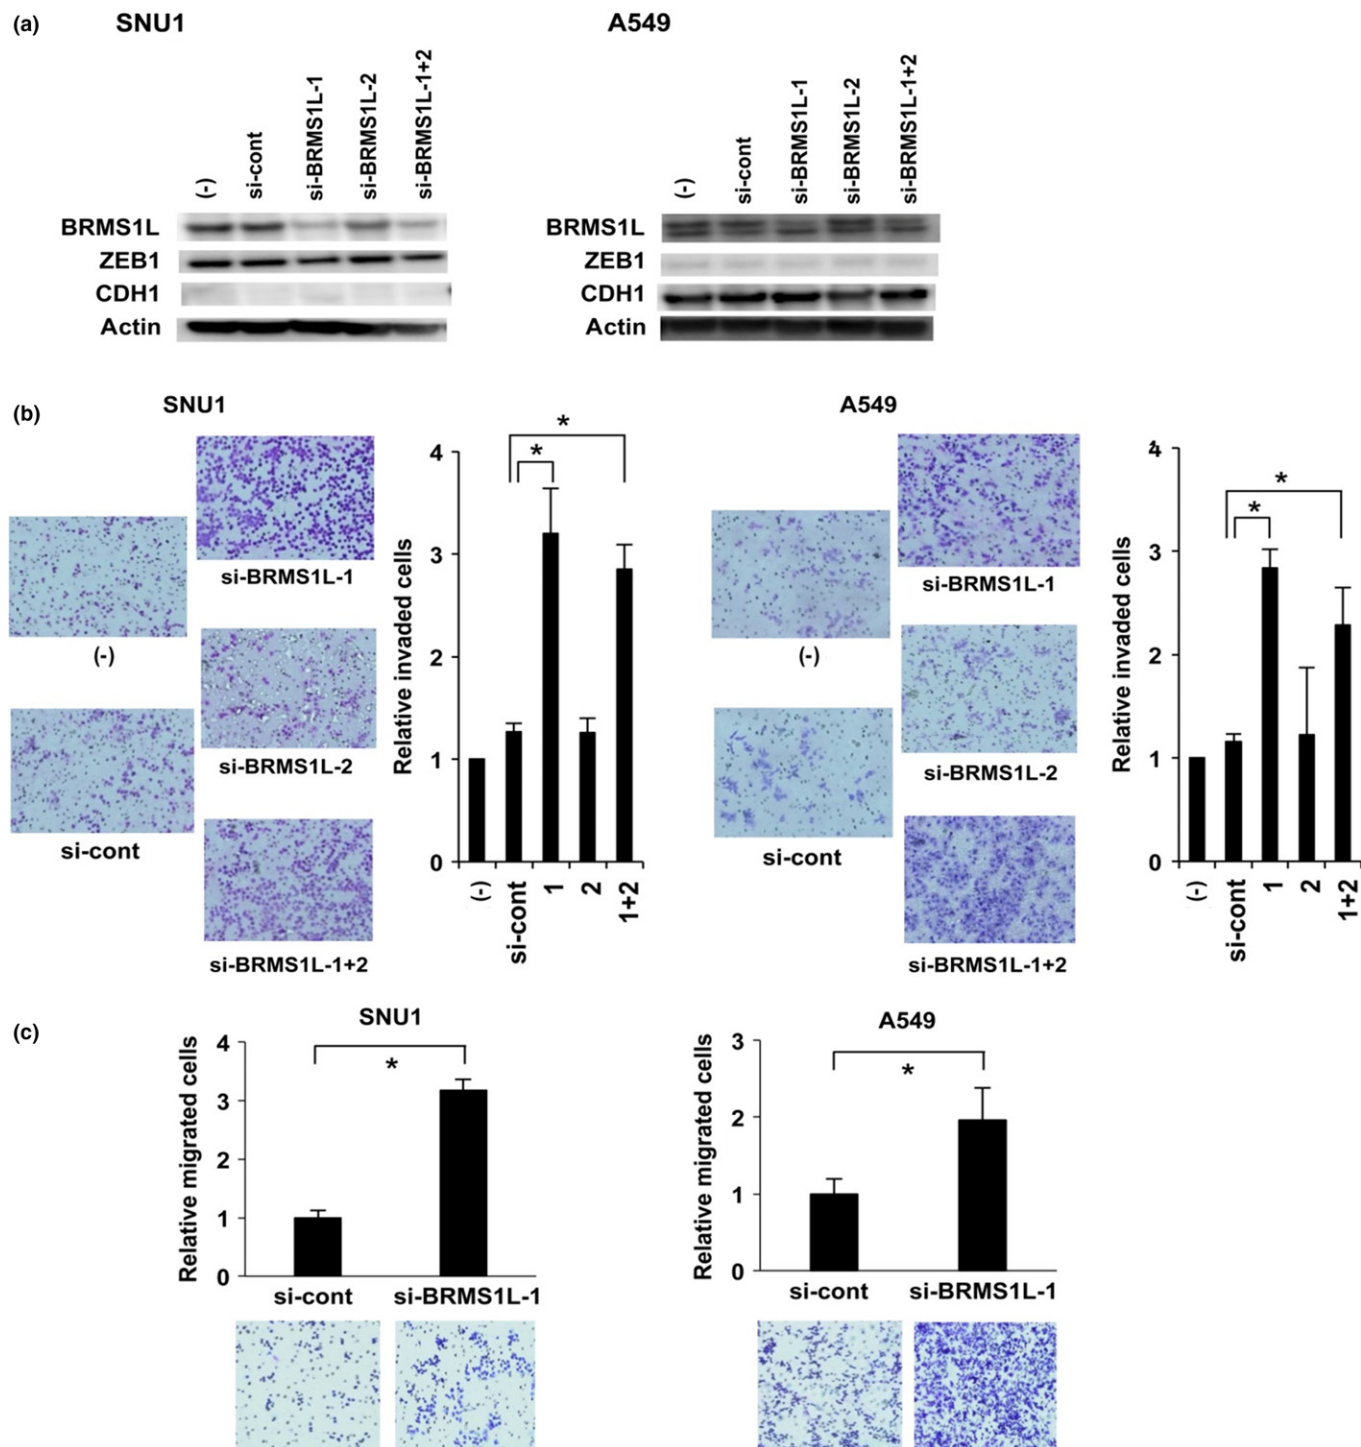 (a)
SNU1
(-)
si-cont
si-BRMS1L-1
si-BRMS1L-2
si-BRMS1L-1+2
BRMS1L
ZEB1
CDH1
Actin
A549
(-)
si-cont
si-BRMS1L-1
si-BRMS1L-2
si-BRMS1L-1+2
BRMS1L
ZEB1
CDH1
Actin
(b)
SNU1
si-BRMS1L-1
(-)
si-BRMS1L-2
si-cont
si-BRMS1L-1+2
Relative invaded cells
4
3
2
1
0
*
*
(-)
si-cont
1
2
1+2
A549
si-BRMS1L-1
(-)
si-BRMS1L-2
si-cont
si-BRMS1L-1+2
Relative invaded cells
4
3
2
1
0
*
*
(-)
si-cont
1
2
1+2
(c)
SNU1
Relative migrated cells
4
3
2
1
0
*
si-cont
si-BRMS1L-1
A549
Relative migrated cells
3
2
1
0
*
si-cont
si-BRMS1L-1